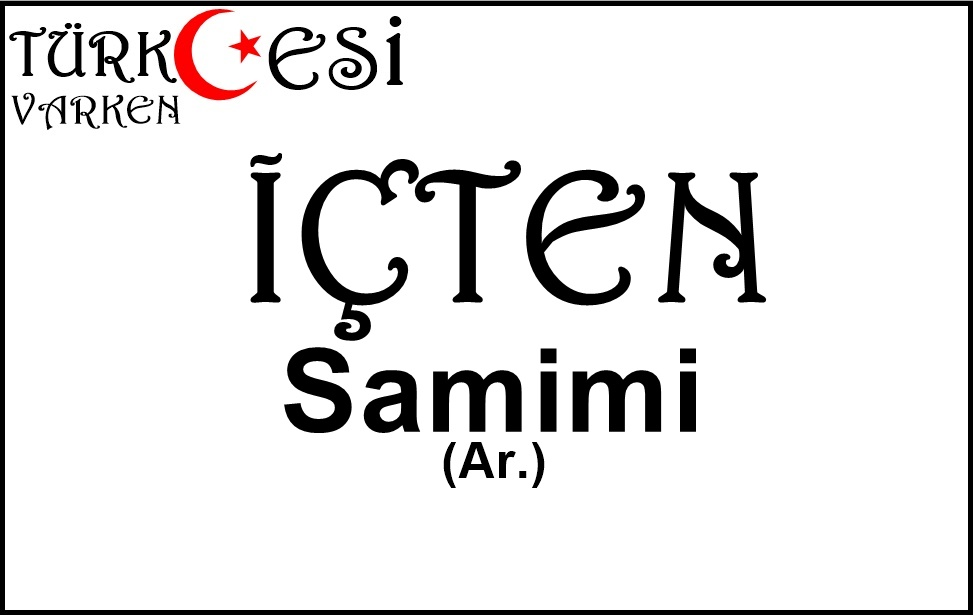 TÜRKÇESİ
VARKEN
İÇTEN
Samimi
(Ar.)